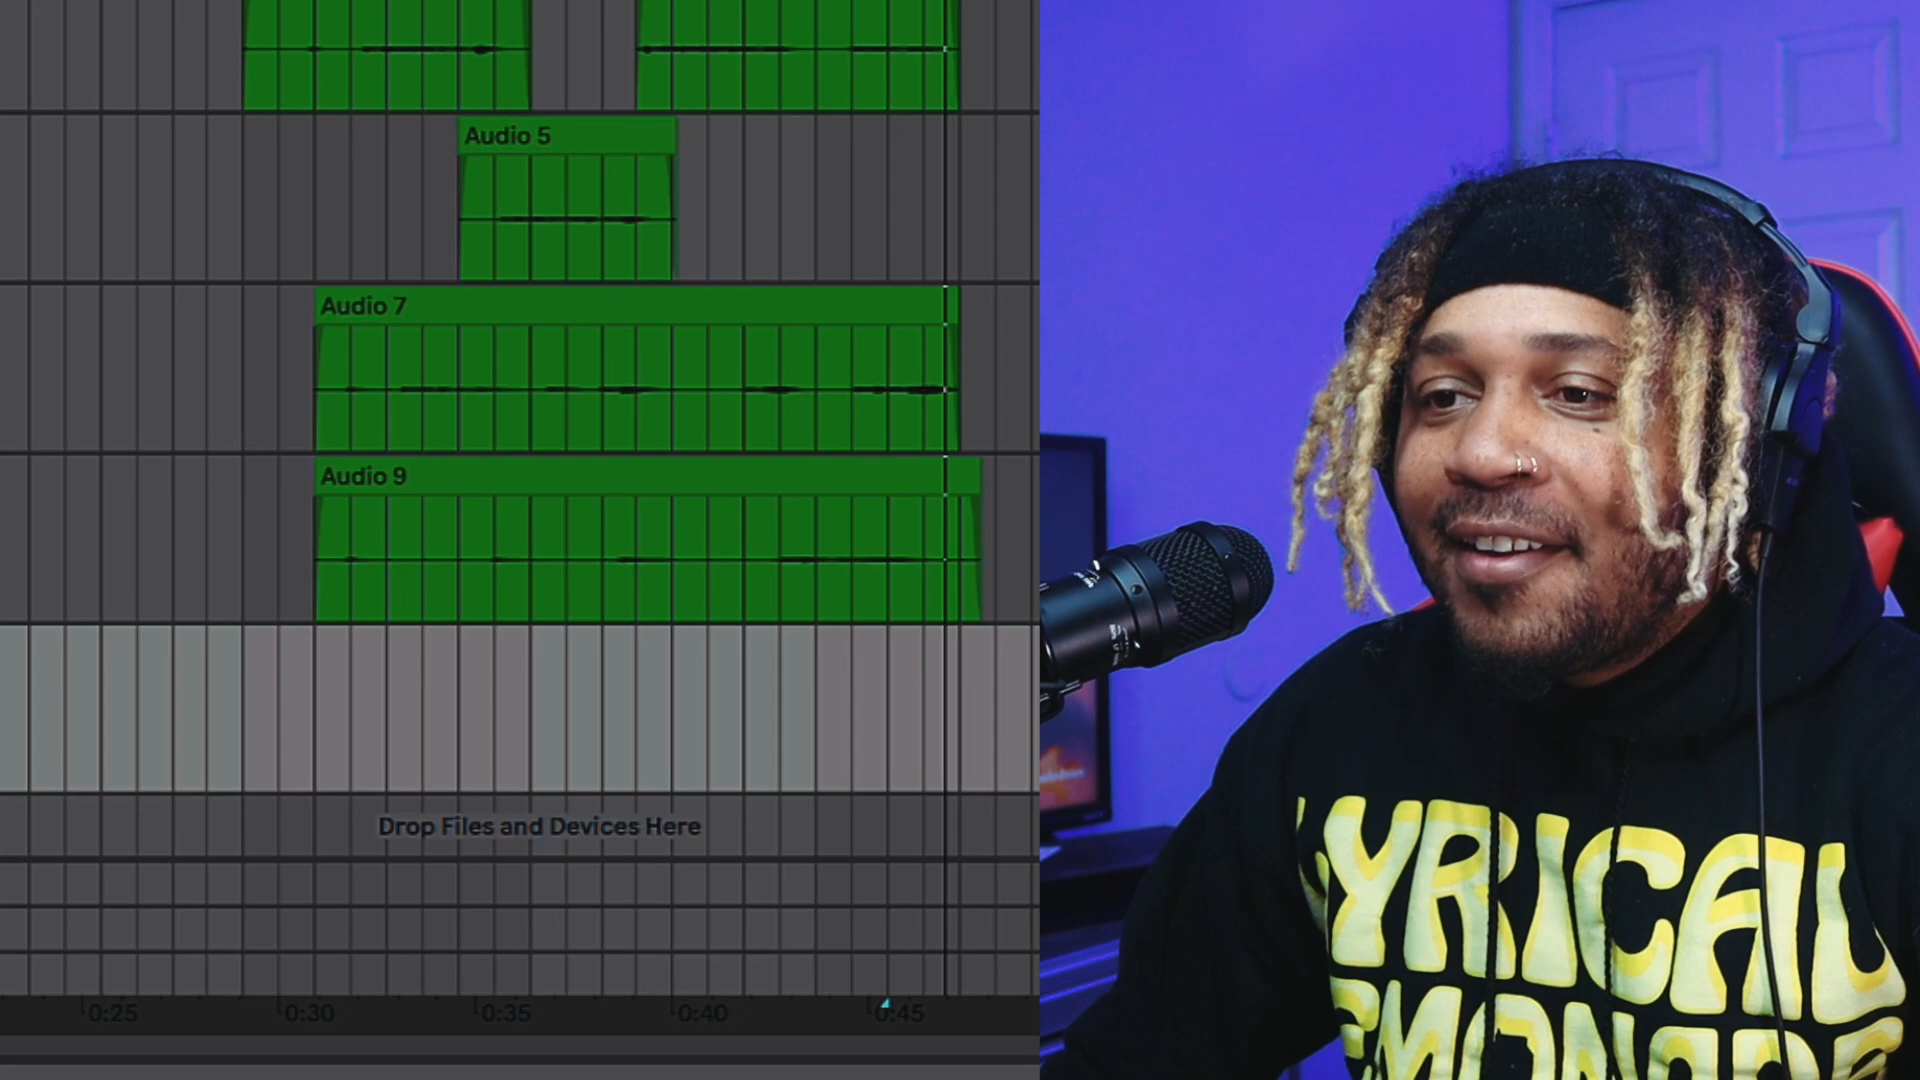 Audio 5
Audio 7
Audio 9
Drop Files and Devices Here
0:25 0:30 0:35 0:40 0:45
LYRICAL